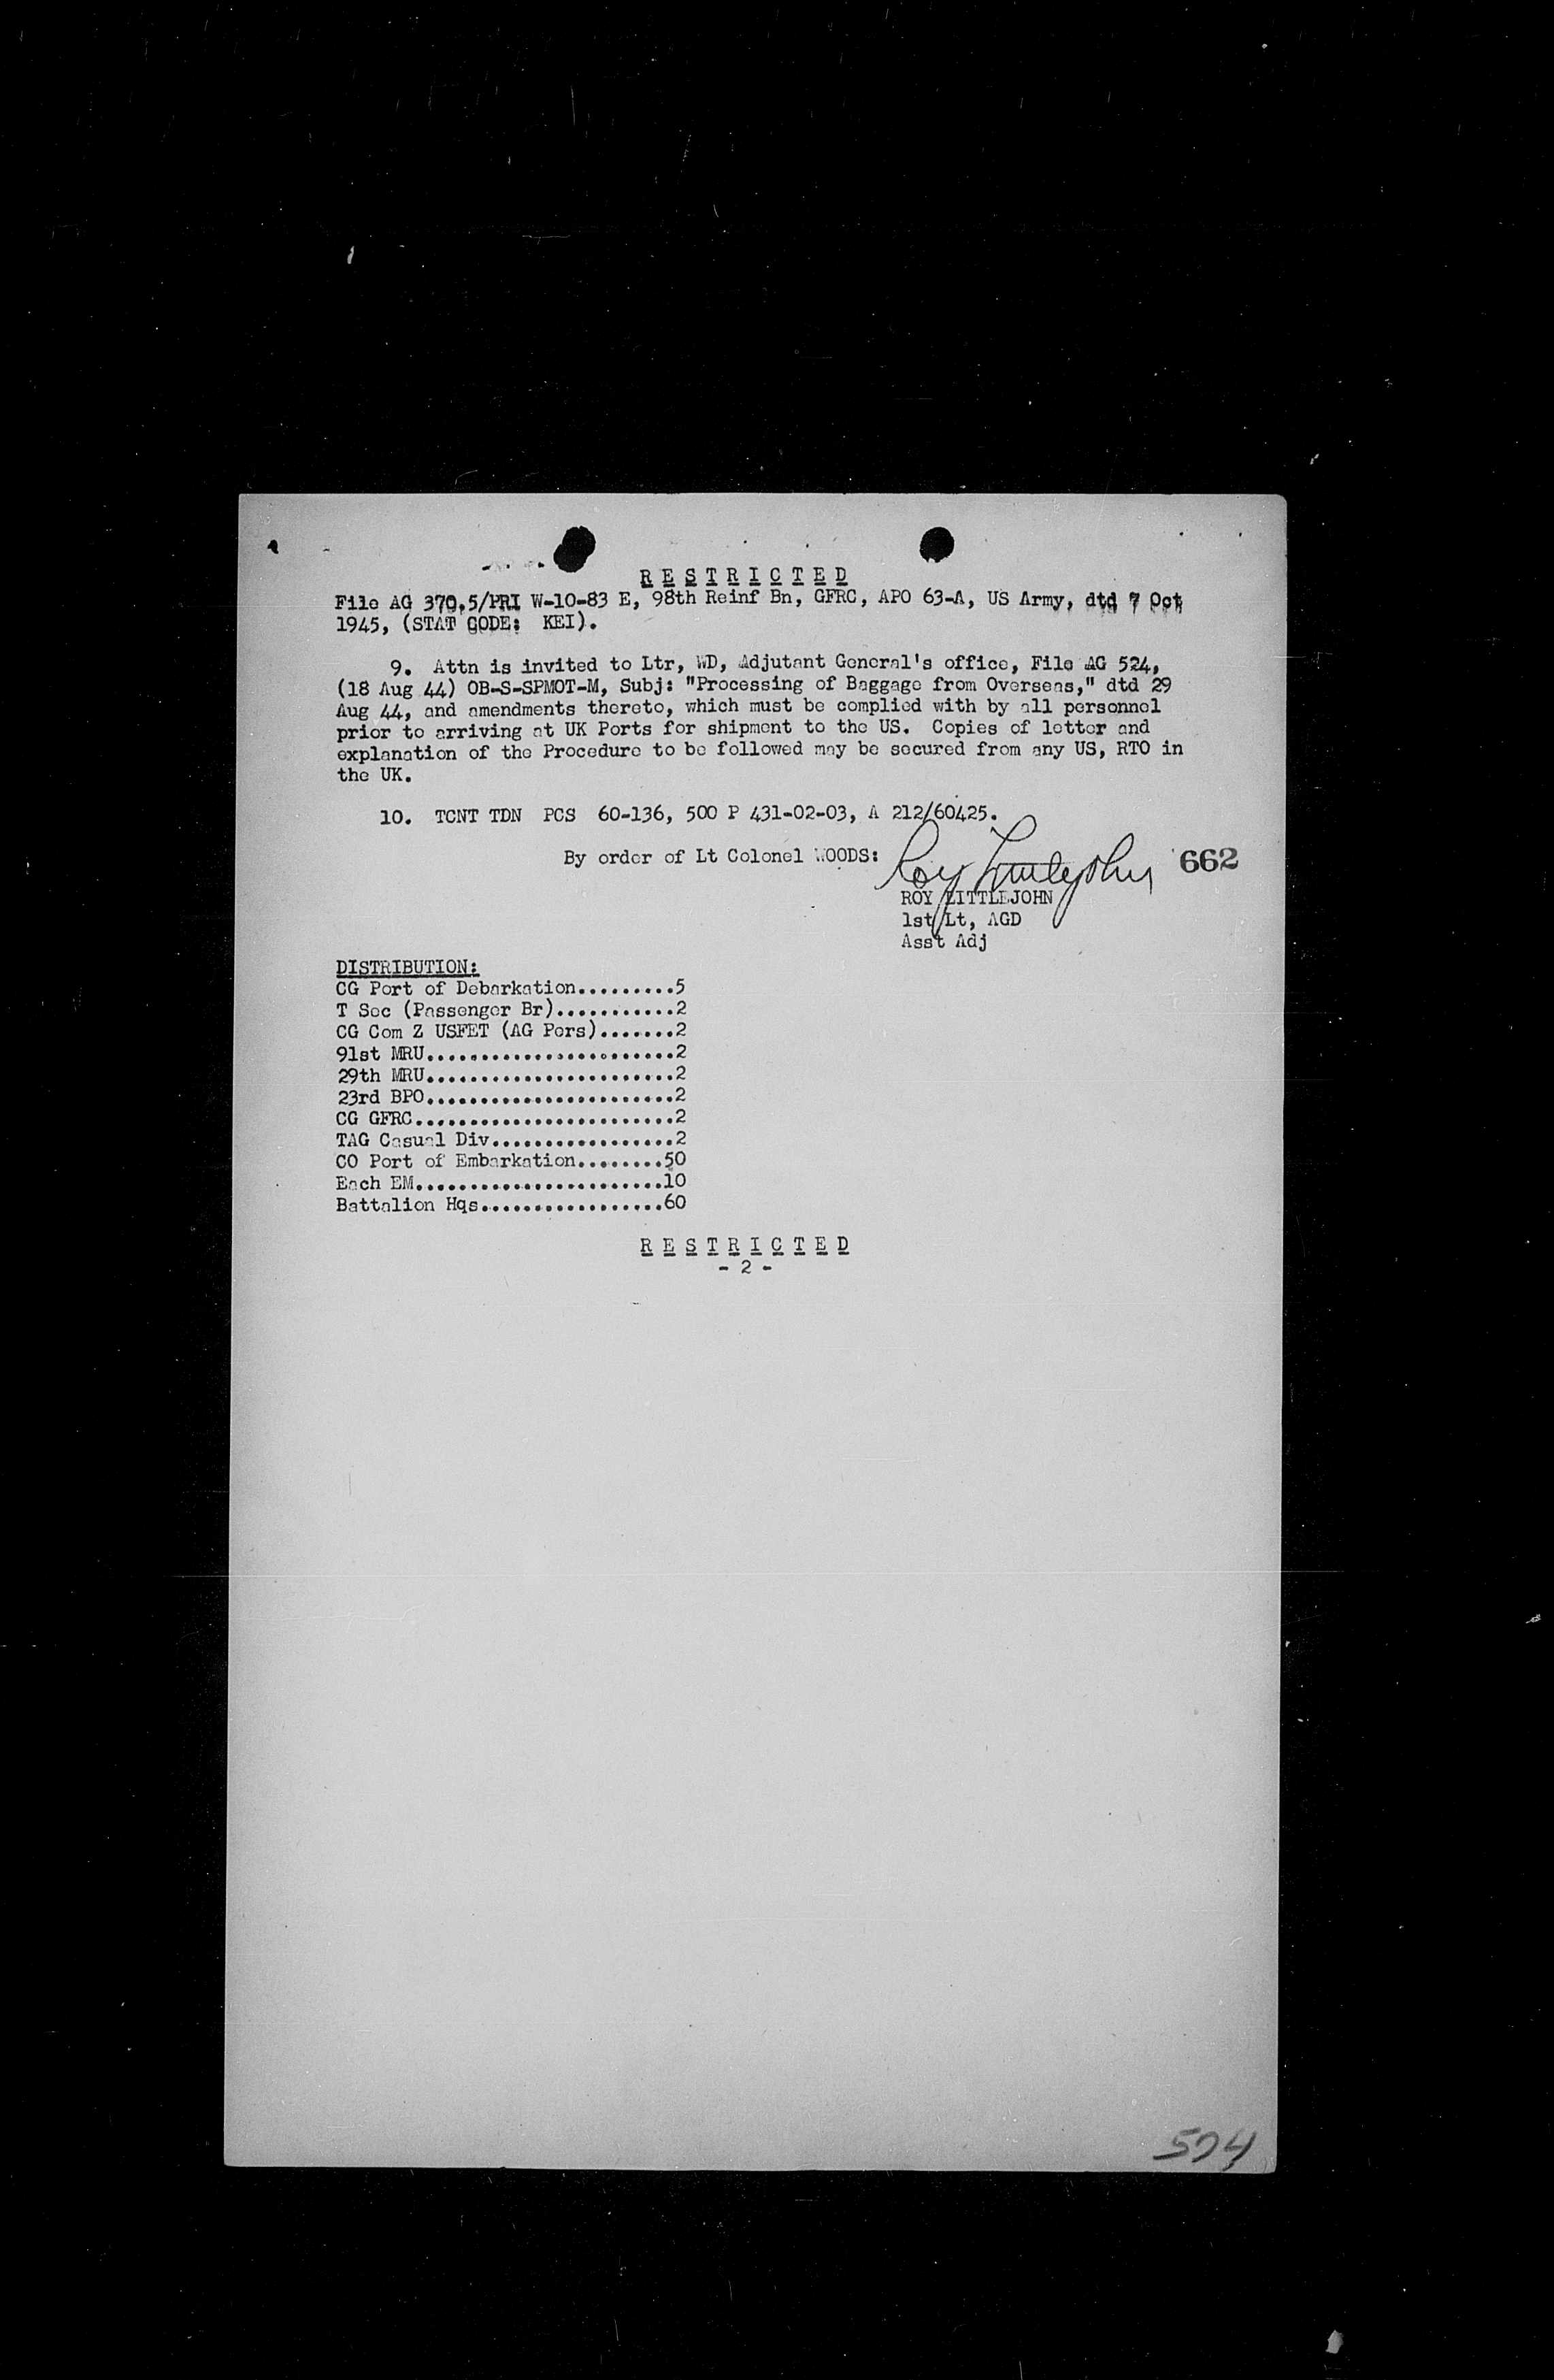 RESTRICTED
File AG 370.5/PRI W-10-83 E, 98th Reinf Bn, GFRC, APO 63-A, US Army, dtd 7 Oct
1945, (STAT CODE: KEI).
9. Attn is invited to Ltr, WD, Adjutant General's office, File AG 524,
(18 Aug 44) OB-S-SPMOT-M, Subj: "Processing of Baggage from Overseas," dtd 29
Aug 44, and amendments thereto, which must be complied with by all personnel
prior to arriving at UK Ports for shipment to the US. Copies of letter and
explanation of the Procedure to be followed may be secured from any US, RTO in
the UK.
10. TCNT TDN PCS 60-136, 500 P 431-02-03, A 212/60425.
By order of Lt Colonel WOODS:
Roy Littlejohn
662
ROY LITTLEJOHN
1st Lt, AGD
Asst Adj
DISTRIBUTION:
CG Port of Debarkation.........5
T Sec (Passenger Br)...........2
CG Com Z USFET (AG Pers).......2
91st MRU.......................2
29th MRU.......................2
23rd BPO.......................2
CG GFRC........................2
TAG Casual Div.................2
CO Port of Embarkation........50
Each EM.......................10
Battalion Hqs.................60
RESTRICTED
- 2 -
574